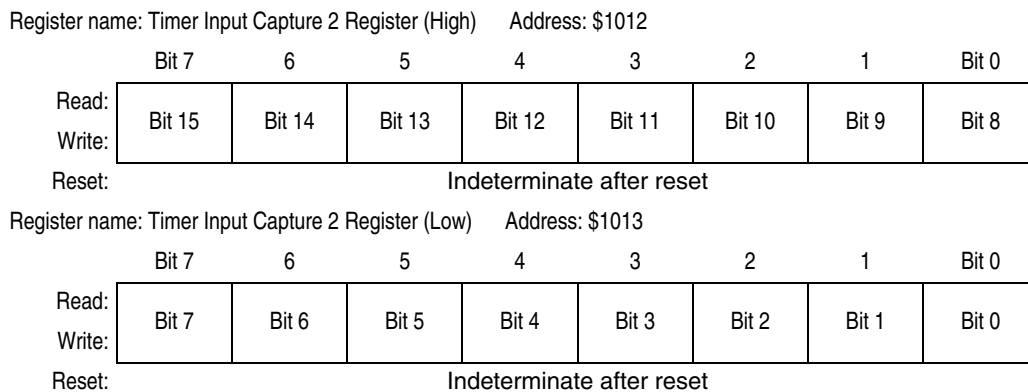 Register name: Timer Input Capture 2 Register (High) Address: $1012
Bit 7 6 5 4 3 2 1 Bit 0
Read:
Bit 15 Bit 14 Bit 13 Bit 12 Bit 11 Bit 10 Bit 9 Bit 8
Write:
Reset: Indeterminate after reset
Register name: Timer Input Capture 2 Register (Low) Address: $1013
Bit 7 6 5 4 3 2 1 Bit 0
Read:
Bit 7 Bit 6 Bit 5 Bit 4 Bit 3 Bit 2 Bit 1 Bit 0
Write:
Reset: Indeterminate after reset